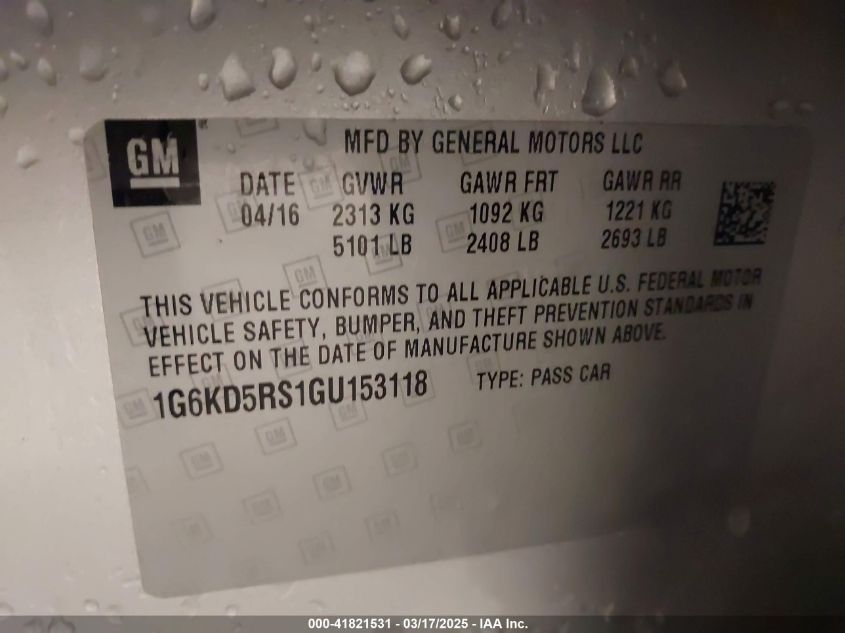 GM
MFD BY GENERAL MOTORS LLC
DATE GVWR GAWR FRT GAWR RR
04/16 2313 KG 1092 KG 1221 KG
5101 LB 2408 LB 2693 LB
THIS VEHICLE CONFORMS TO ALL APPLICABLE U.S. FEDERAL MOTOR
VEHICLE SAFETY, BUMPER, AND THEFT PREVENTION STANDARDS IN
EFFECT ON THE DATE OF MANUFACTURE SHOWN ABOVE.
1G6KD5RS1GU153118 TYPE: PASS CAR
000-41821531 - 03/17/2025 - IAA Inc.